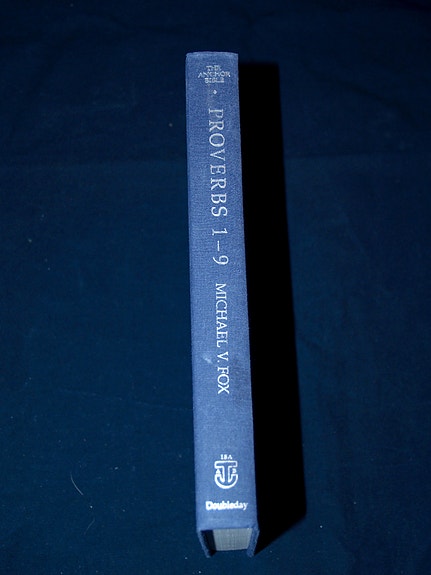 THE
ANCHOR
BIBLE
PROVERBS 1–9
MICHAEL V. FOX
18A
Doubleday